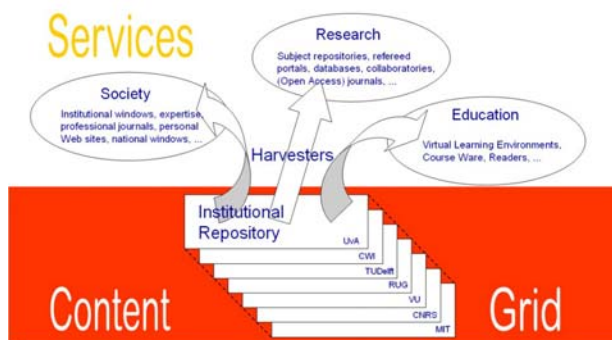 Services
Research
Subject repositories, refereed
portals, databases, collaboratories,
(Open Access) journals, ...
Society
Institutional windows, expertise,
professional journals, personal
Web sites, national windows, ...
Education
Virtual Learning Environments,
Course Ware, Readers, ...
Harvesters
Institutional
Repository
UvA
CWI
TUDelft
RUG
VU
CNRS
MIT
Content
Grid